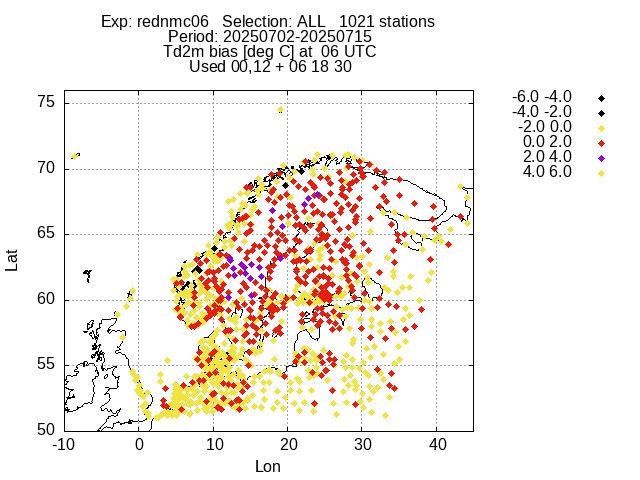 Exp: rednmc06   Selection: ALL   1021 stations
Period: 20250702-20250715
Td2m bias [deg C] at  06 UTC
Used 00,12 + 06 18 30
-6.0 -4.0
-4.0 -2.0
-2.0 0.0
0.0 2.0
2.0 4.0
4.0 6.0
75
70
65
60
55
50
Lat
-10 0 10 20 30 40
Lon